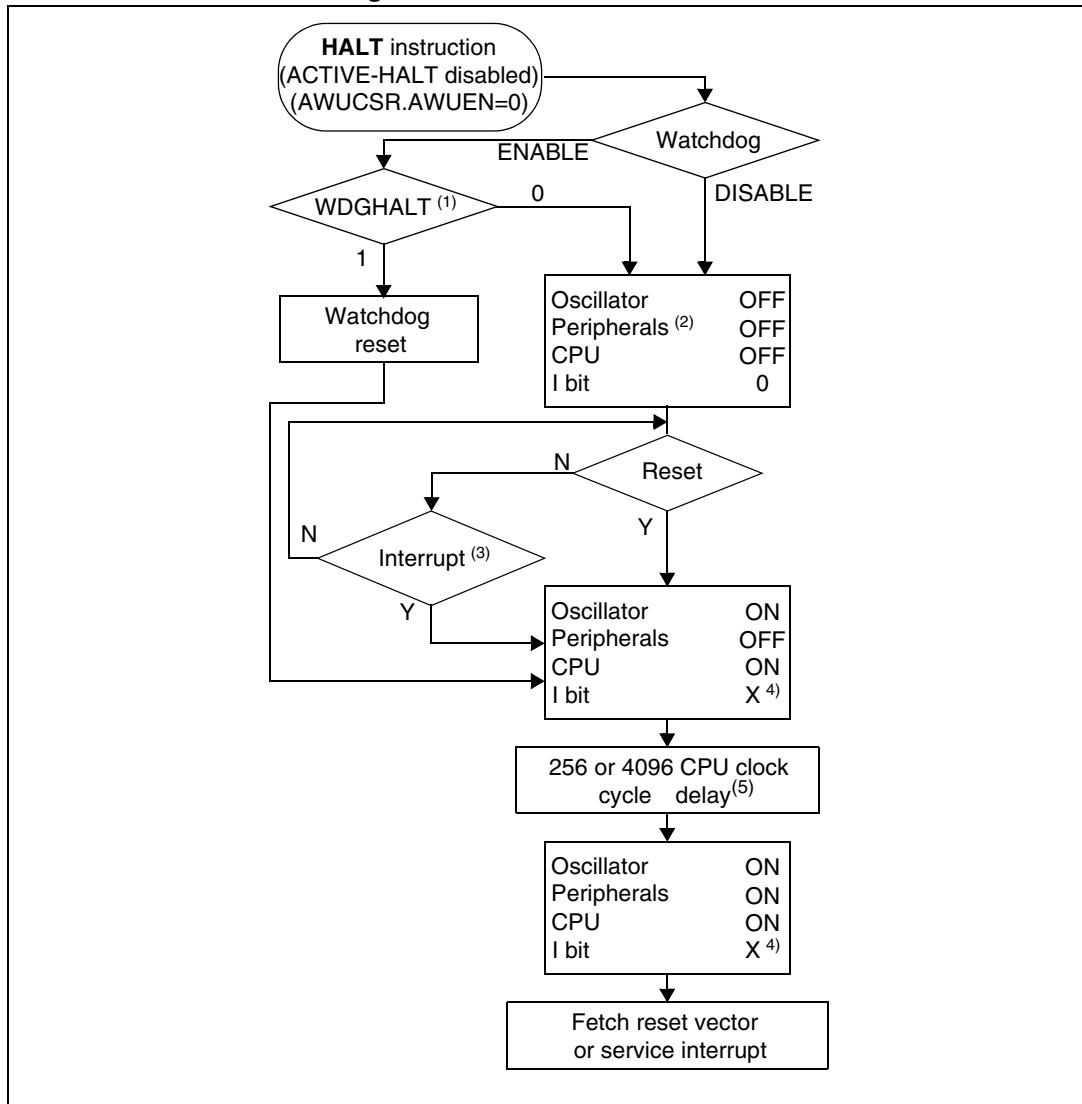 HALT instruction
(ACTIVE-HALT disabled)
(AWUCSR.AWUEN=0)
Watchdog
ENABLE
DISABLE
WDGHALT (1)
0
1
Watchdog
reset
Oscillator OFF
Peripherals (2) OFF
CPU OFF
I bit 0
Reset
N
Y
Interrupt (3)
N
Y
Oscillator ON
Peripherals OFF
CPU ON
I bit X 4)
256 or 4096 CPU clock
cycle delay(5)
Oscillator ON
Peripherals ON
CPU ON
I bit X 4)
Fetch reset vector
or service interrupt